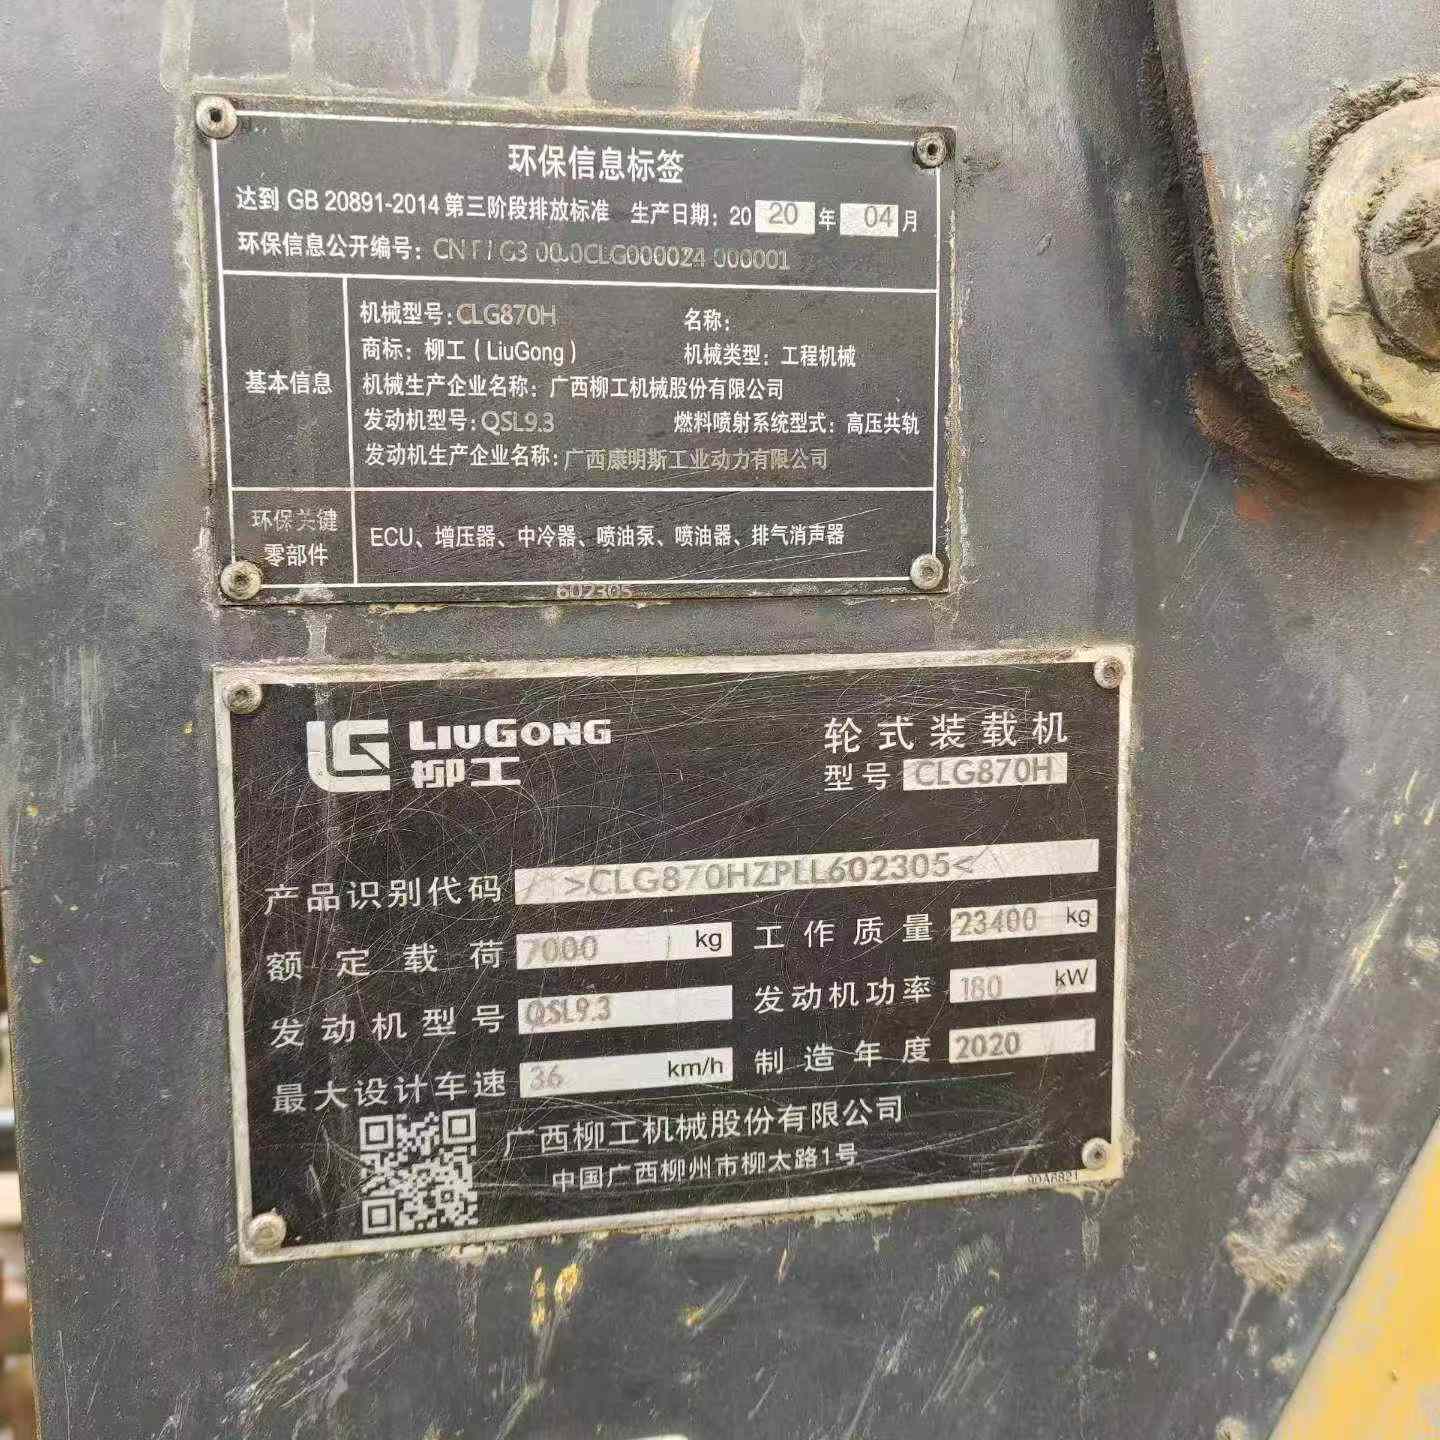 环保信息标签
达到 GB 20891-2014 第三阶段排放标准 生产日期：2020 年 04 月
环保信息公开编号： 000001
机械型号：CLG870H 名称：
商标：柳工（LiuGong） 机械类型：工程机械
基本信息
机械生产企业名称：广西柳工机械股份有限公司
发动机型号：QSL9.3 燃料喷射系统型式：高压共轨
发动机生产企业名称：广西康明斯工业动力有限公司
环保关键
零部件
ECU、增压器、中冷器、喷油泵、喷油器、排气消声器
602305
LG LIUGONG
柳工
轮式装载机
型号 CLG870H
产品识别代码 >CLG870HZPLL602305<
额定载荷 7000 kg 工作质量 23400 kg
发动机型号 QSL9.3 发动机功率 180 kW
最大设计车速 36 km/h 制造年度 2020
广西柳工机械股份有限公司
中国广西柳州市柳太路1号